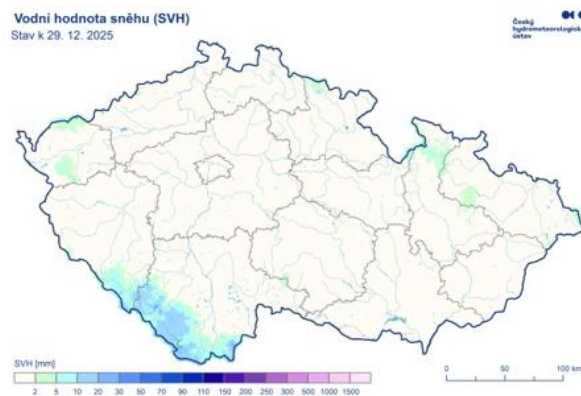 Vodní hodnota sněhu (SVH)
Stav k 29. 12. 2025
Český
hydrometeorologický
ústav
SVH [mm]
2 5 10 20 30 50 70 90 110 150 200 250 300 500 1000 1500
0 50 100 km